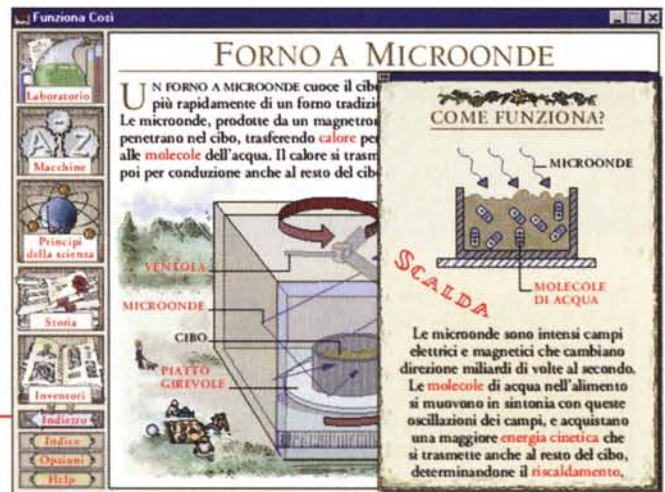 Funziona Così
Laboratorio
A-Z
Macchine
Principi
della scienza
Storia
Inventori
Indietro
Indice
Opzioni
Help
FORNO A MICROONDE
UN FORNO A MICROONDE cuoce il cibo
più rapidamente di un forno tradizi
Le microonde, prodotte da un magnetron
penetrano nel cibo, trasferendo calore per
alle molecole dell'acqua. Il calore si trasm
poi per conduzione anche al resto del cib
VENTOLA
MICROONDE
CIBO
PIATTO
GIREVOLE
COME FUNZIONA?
MICROONDE
SCALDA
MOLECOLE
DI ACQUA
Le microonde sono intensi campi
elettrici e magnetici che cambiano
direzione miliardi di volte al secondo.
Le molecole di acqua nell'alimento
si muovono in sintonia con queste
oscillazioni dei campi, e acquistano
una maggiore energia cinetica che
si trasmette anche al resto del cibo,
determinandone il riscaldamento.